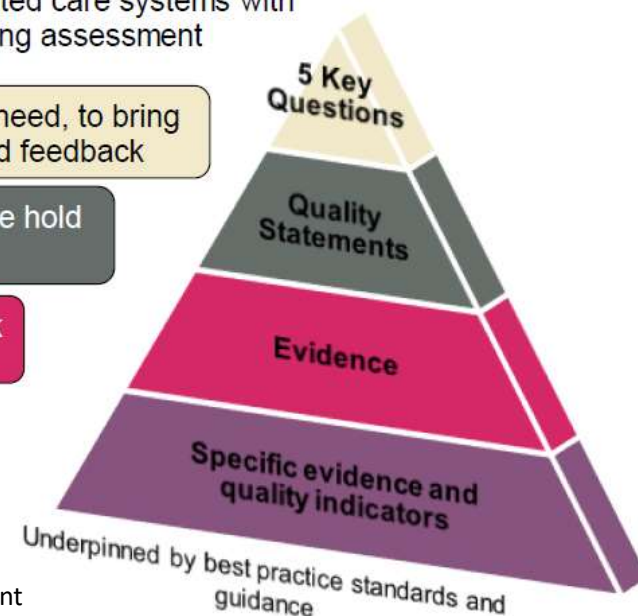 ted care systems with
ng assessment
need, to bring
d feedback
e hold
5 Key
Questions
Quality
Statements
Evidence
Specific evidence and
quality indicators
Underpinned by best practice standards and
guidance
nt